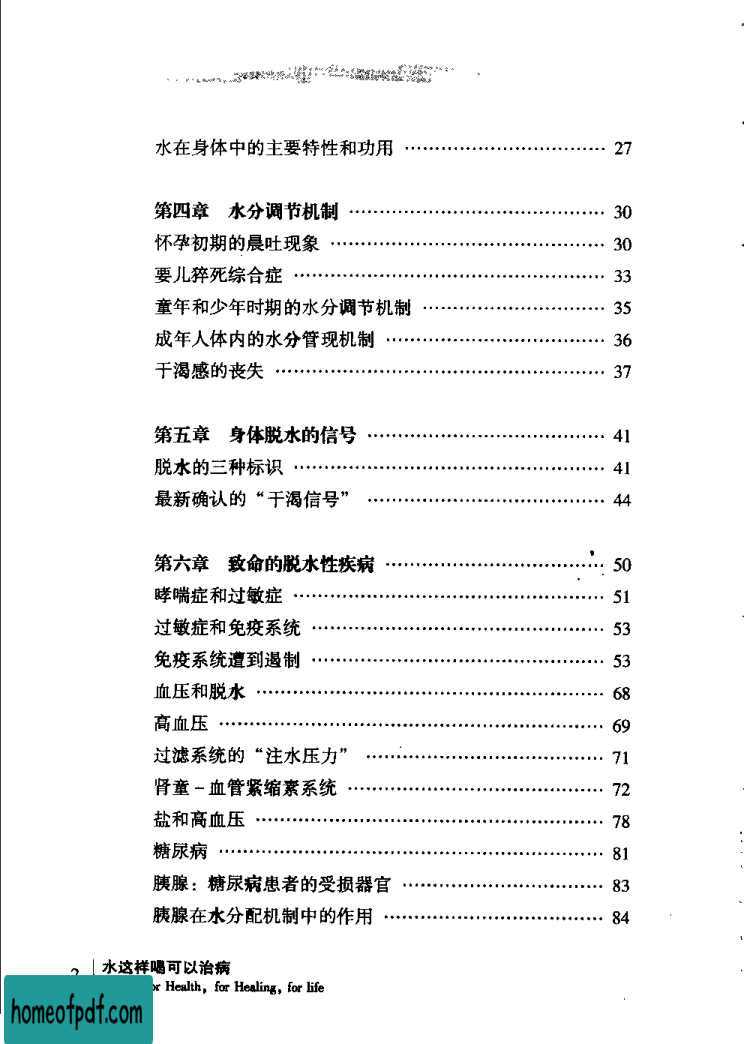 水在身体中的主要特性和功用 ································· 27
第四章 水分调节机制 ········································· 30
怀孕初期的晨吐现象 ············································ 30
要儿猝死综合症 ·················································· 33
童年和少年时期的水分调节机制 ······························ 35
成年人体内的水分管现机制 ···································· 36
干渴感的丧失 ····················································· 37
第五章 身体脱水的信号 ······································ 41
脱水的三种标识 ·················································· 41
最新确认的“干渴信号” ······································ 44
第六章 致命的脱水性疾病 ··································· 50
哮喘症和过敏症 ·················································· 51
过敏症和免疫系统 ··············································· 53
免疫系统遭到遏制 ··············································· 53
血压和脱水 ························································ 68
高血压 ······························································ 69
过滤系统的“注水压力” ······································ 71
肾童－血管紧缩素系统 ········································· 72
盐和高血压 ························································ 78
糖尿病 ······························································ 81
胰腺：糖尿病患者的受损器官 ································ 83
胰腺在水分配机制中的作用 ··································· 84
2
水这样喝可以治病
Health, for Healing, for life
homeofpdf.com